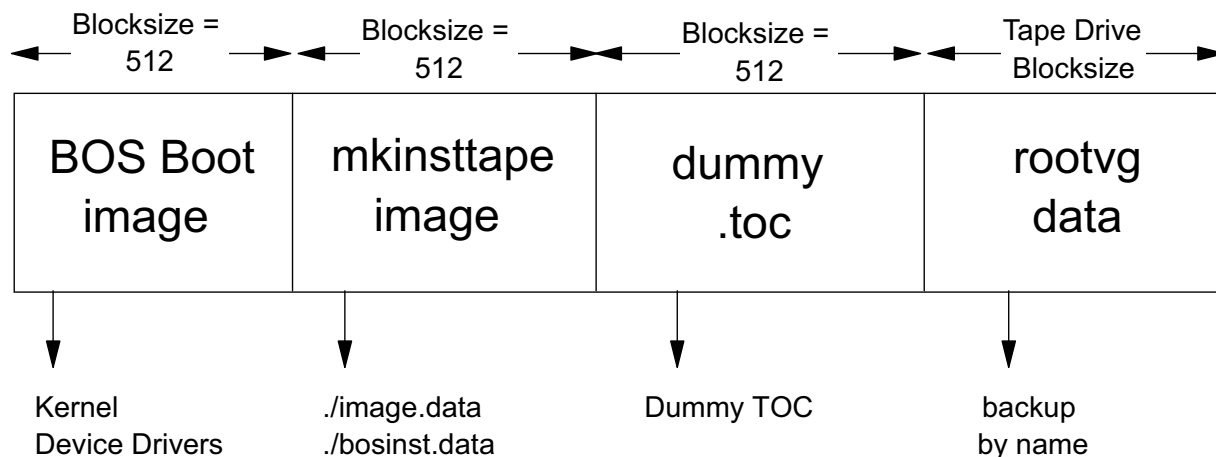 Blocksize =
512
Blocksize =
512
Blocksize =
512
Tape Drive
Blocksize
BOS Boot
image
mkinsttape
image
dummy
.toc
rootvg
data
Kernel
Device Drivers
./image.data
./bosinst.data
Dummy TOC
backup
by name